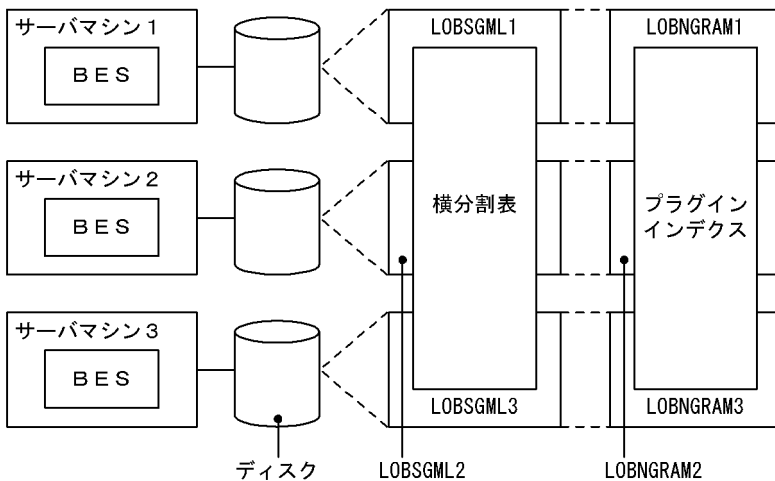 サーバマシン1
BES
LOBSGML1
LOBNGRAM1
サーバマシン2
BES
横分割表
プラグイン
インデクス
サーバマシン3
BES
LOBSGML3
LOBNGRAM3
ディスク
LOBSGML2
LOBNGRAM2